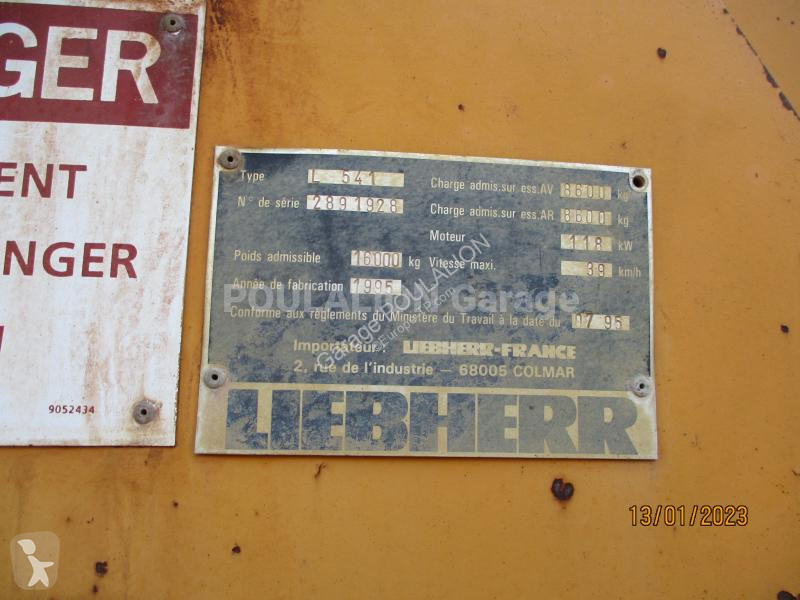 GER
ENT
NGER
9052434
Type L 541
N° de série 2891928
Poids admissible 16000 kg
Année de fabrication 1995
Charge admis.sur ess.AV 8600 kg
Charge admis.sur ess.AR 8600 kg
Moteur 118 kW
Vitesse maxi. 39 km/h
Conforme aux règlements du Ministère du Travail à la date du 07 95
Importateur: LIEBHERR-FRANCE
2, rue de l'industrie – 68005 COLMAR
LIEBHERR
POULALION Garage
Garage POULALION
13/01/2023